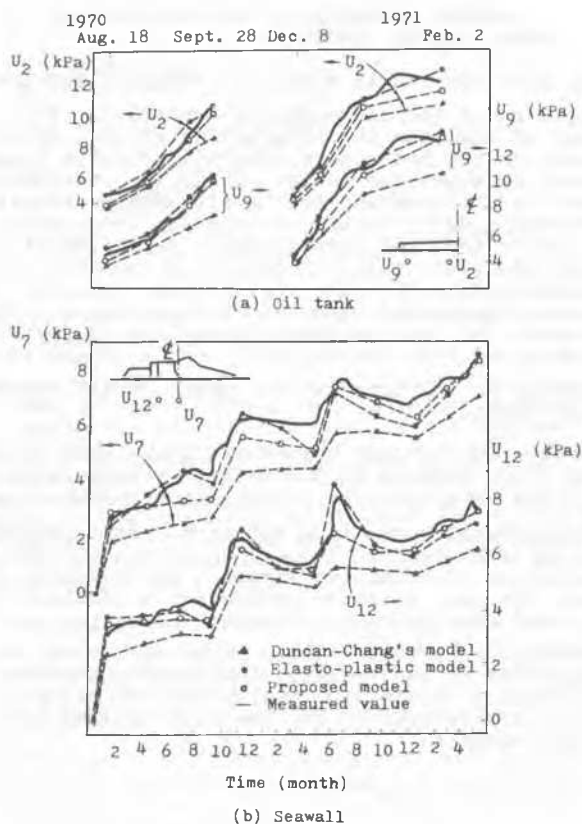 1970 1971
Aug. 18 Sept. 28 Dec. 8 Feb. 2
U2 (kPa)
U2
U2
U9 (kPa)
12
10
8
6
4
U9
U9
12
10
8
6
4
℄
U9 U2
(a) Oil tank
U7 (kPa)
℄
8
U12 U7
6
U7
U12 (kPa)
4
8
2
6
0
U12
4
Duncan-Chang's model
Elasto-plastic model
2
Proposed model
Measured value
0
2 4 6 8 10 12 2 4 6 8 10 12 2 4
Time (month)
(b) Seawall